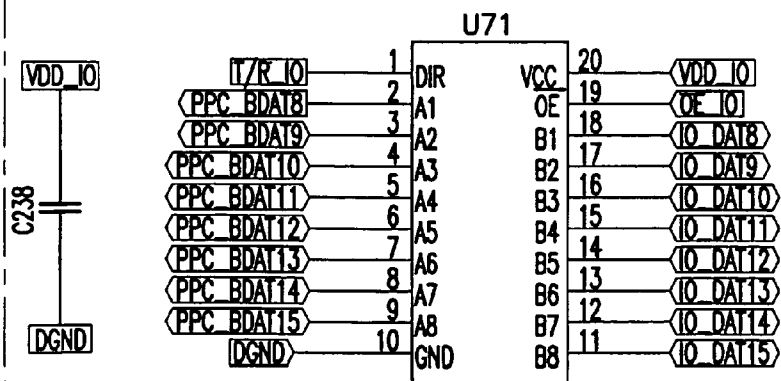 U71
VDD_IO
C238
DGND
T/R_IO 1 DIR VCC 20 VDD_IO
PPC_BDAT8 2 A1 OE 19 OE_IO
PPC_BDAT9 3 A2 B1 18 IO_DAT8
PPC_BDAT10 4 A3 B2 17 IO_DAT9
PPC_BDAT11 5 A4 B3 16 IO_DAT10
PPC_BDAT12 6 A5 B4 15 IO_DAT11
PPC_BDAT13 7 A6 B5 14 IO_DAT12
PPC_BDAT14 8 A7 B6 13 IO_DAT13
PPC_BDAT15 9 A8 B7 12 IO_DAT14
DGND 10 GND B8 11 IO_DAT15